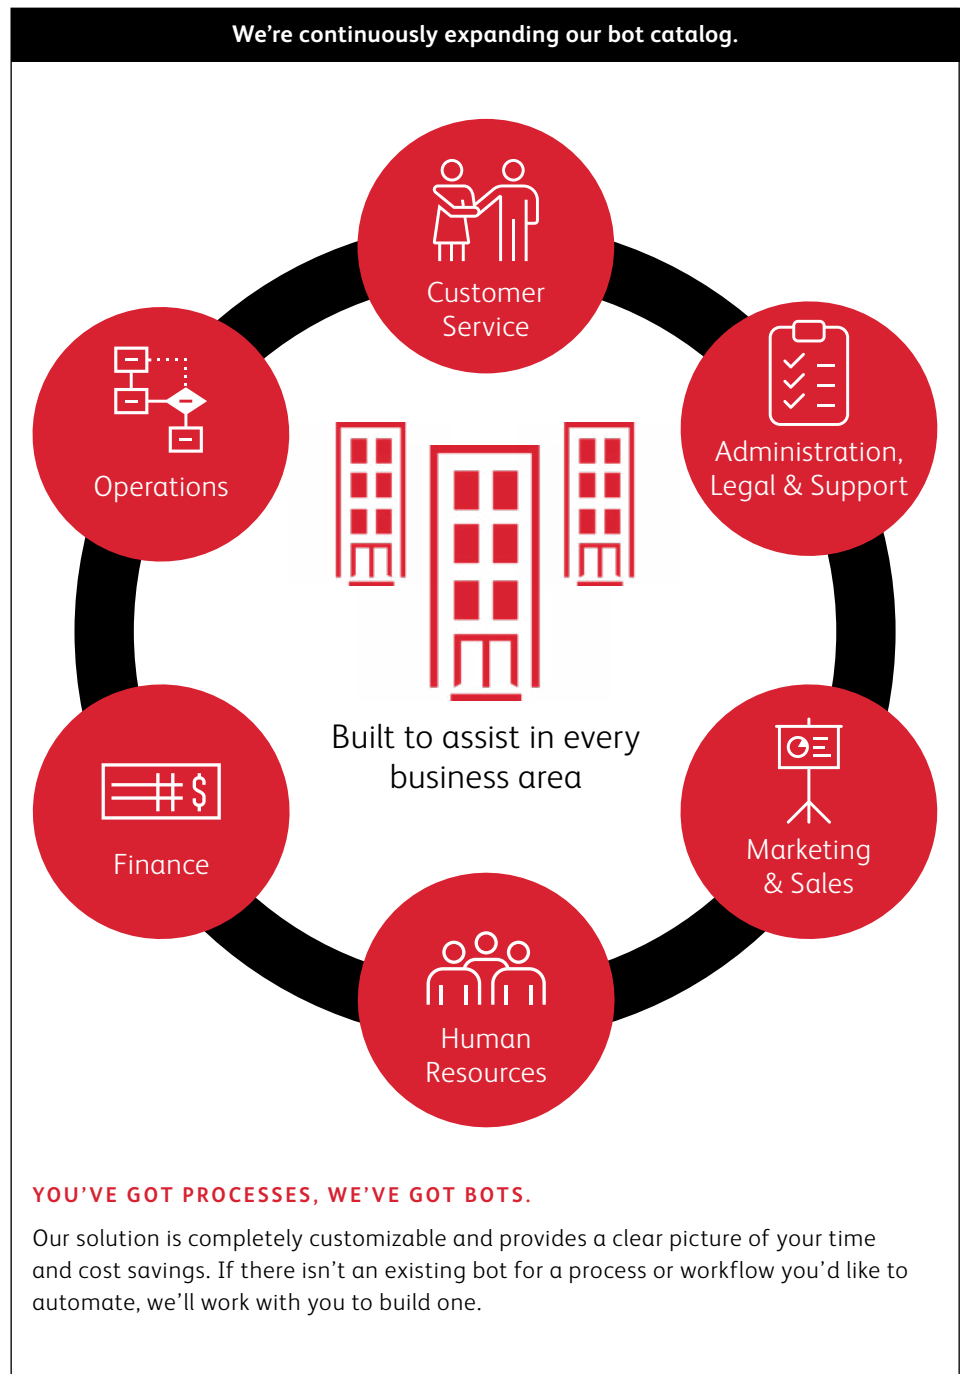 We're continuously expanding our bot catalog.
Customer
Service
Administration,
Legal & Support
Operations
Built to assist in every
business area
Marketing
& Sales
Finance
$
Human
Resources
YOU'VE GOT PROCESSES, WE'VE GOT BOTS.
Our solution is completely customizable and provides a clear picture of your time
and cost savings. If there isn't an existing bot for a process or workflow you'd like to
automate, we'll work with you to build one.